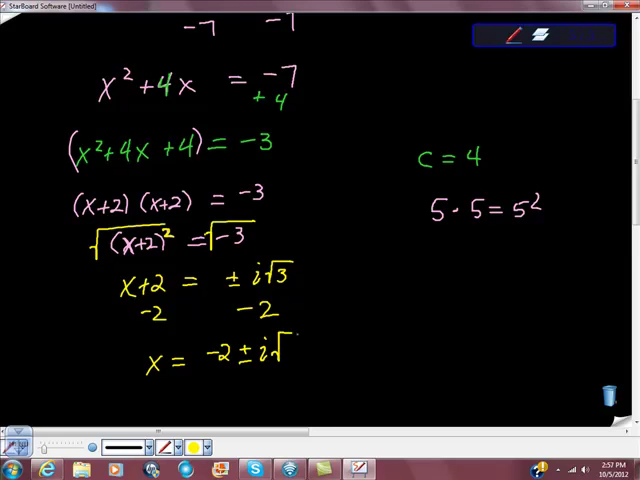 StarBoard Software [Untitled]
-7 -7
x² + 4x = -7
+ 4
(x² + 4x + 4) = -3
c = 4
(x+2) (x+2) = -3
5 · 5 = 5²
√(x+2)² = √-3
x+2 = ± i√3
-2 -2
x = -2 ± i√
2:57 PM
10/5/2012